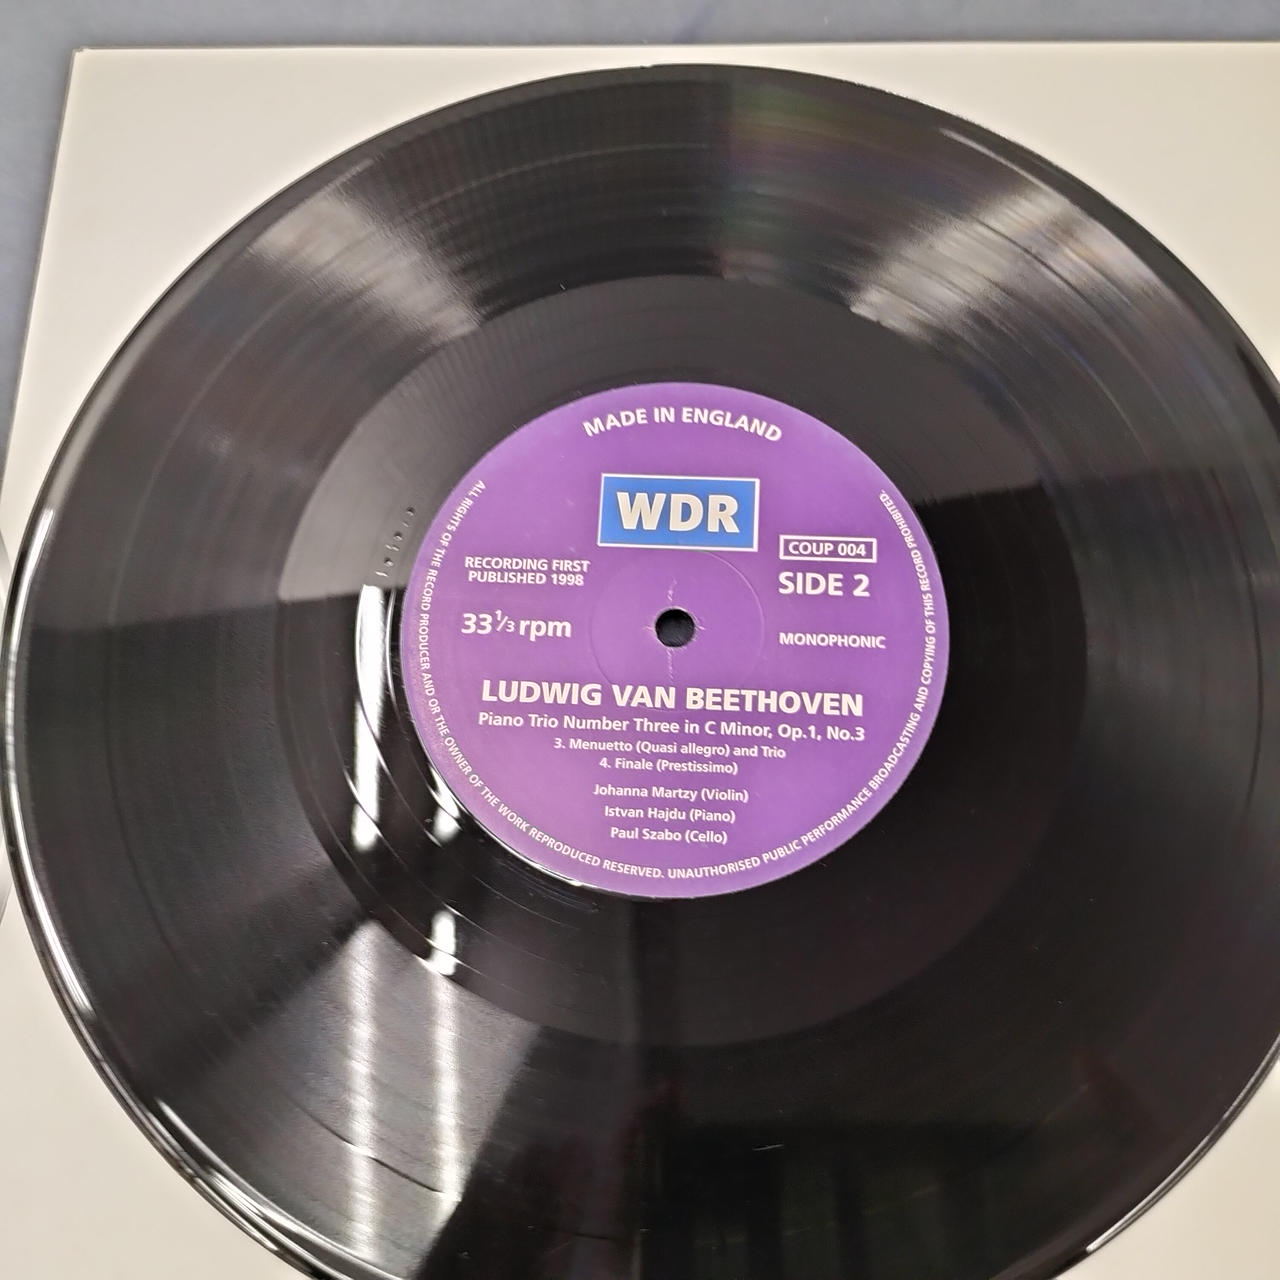 MADE IN ENGLAND
WDR
COUP 004
RECORDING FIRST
PUBLISHED 1998
SIDE 2
33 1/3 rpm
MONOPHONIC
LUDWIG VAN BEETHOVEN
Piano Trio Number Three in C Minor, Op.1, No.3
3. Menuetto (Quasi allegro) and Trio
4. Finale (Prestissimo)
Johanna Martzy (Violin)
Istvan Hajdu (Piano)
Paul Szabo (Cello)
ALL RIGHTS OF THE RECORD PRODUCER AND OR THE OWNER OF THE WORK REPRODUCED RESERVED. UNAUTHORISED PUBLIC PERFORMANCE BROADCASTING AND COPYING OF THIS RECORD PROHIBITED.